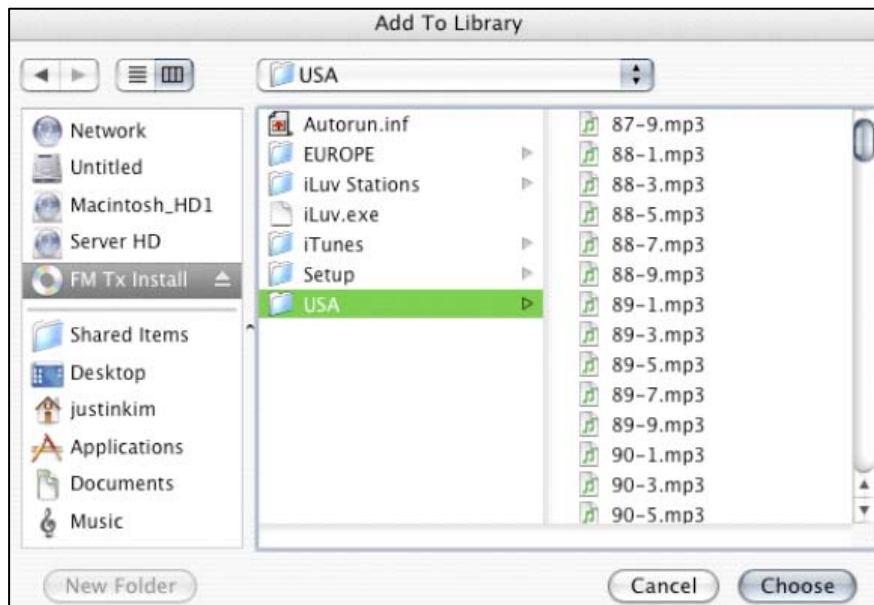 Add To Library
USA
Network
Untitled
Macintosh_HD1
Server HD
FM Tx Install
Shared Items
Desktop
justinkim
Applications
Documents
Music
Autorun.inf
EUROPE
iLuv Stations
iLuv.exe
iTunes
Setup
USA
87-9.mp3
88-1.mp3
88-3.mp3
88-5.mp3
88-7.mp3
88-9.mp3
89-1.mp3
89-3.mp3
89-5.mp3
89-7.mp3
89-9.mp3
90-1.mp3
90-3.mp3
90-5.mp3
New Folder
Cancel
Choose